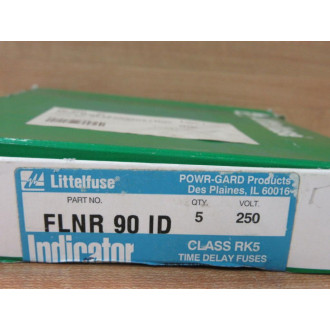 Littelfuse®
POWR-GARD Products
Des Plaines, IL 60016
PART NO.
QTY.
VOLT.
FLNR 90 ID
5
250
Indicator
CLASS RK5
TIME DELAY FUSES